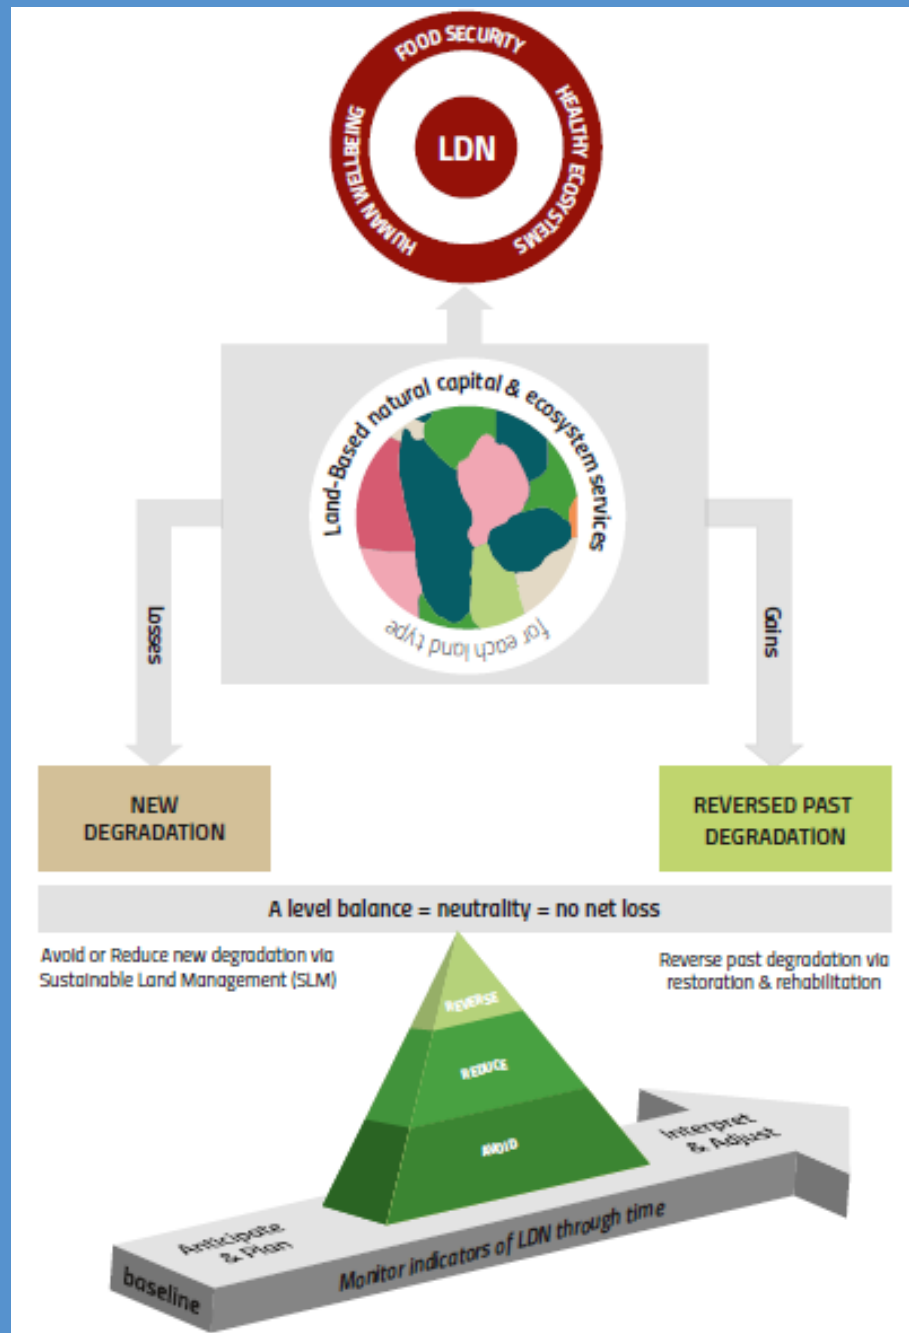 FOOD SECURITY
HUMAN WELLBEING
HEALTHY ECOSYSTEMS
LDN
Land-Based natural capital & ecosystem services
for each land type
Losses
Gains
NEW
DEGRADATION
REVERSED PAST
DEGRADATION
A level balance = neutrality = no net loss
Avoid or Reduce new degradation via
Sustainable Land Management (SLM)
Reverse past degradation via
restoration & rehabilitation
REVERSE
REDUCE
AVOID
Interpret
& Adjust
Anticipate
& Plan
Monitor indicators of LDN through time
baseline